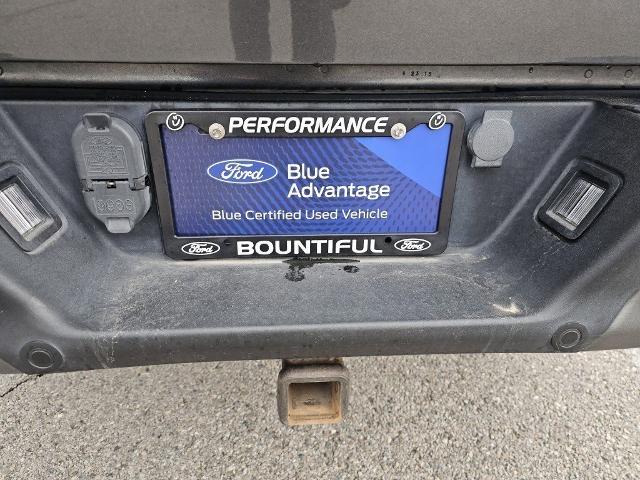 PERFORMANCE
Ford
Blue
Advantage
Blue Certified Used Vehicle
Ford
BOUNTIFUL
Ford